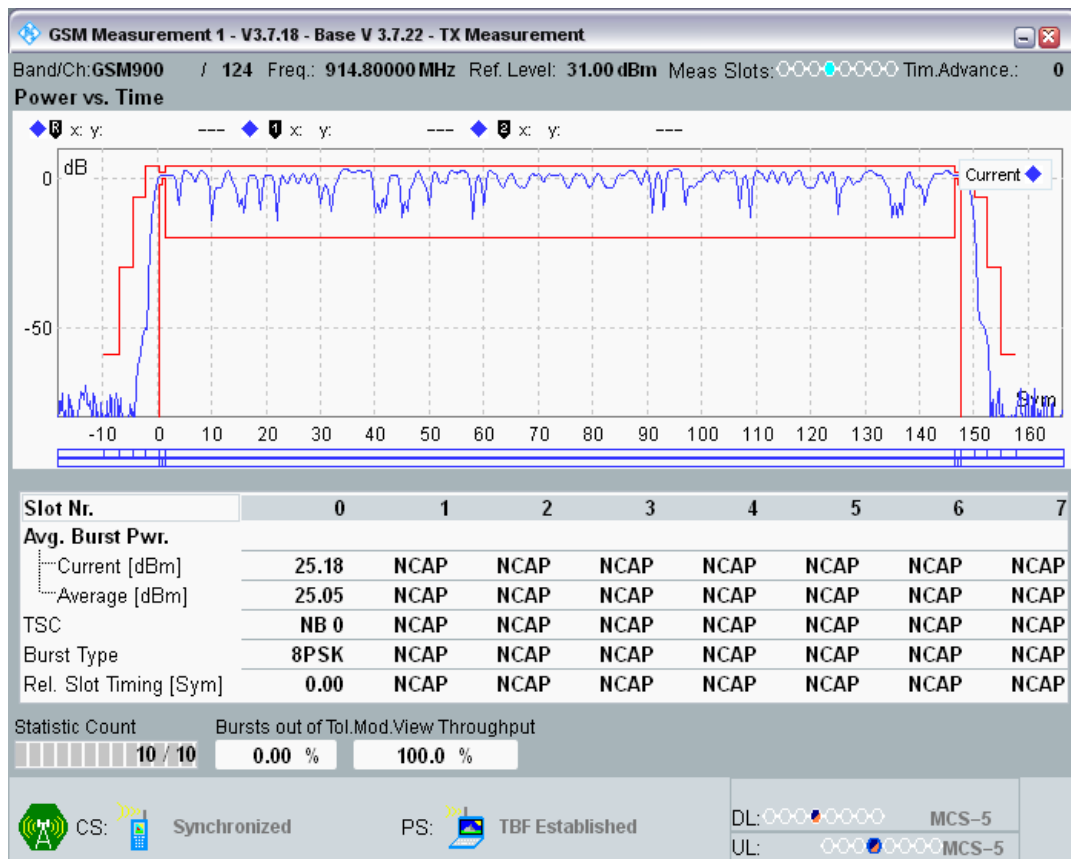 GSM Measurement 1 - V3.7.18 - Base V 3.7.22 - TX Measurement
Band/Ch:GSM900 / 124 Freq.: 914.80000 MHz Ref. Level: 31.00 dBm Meas Slots: Tim.Advance.: 0
Power vs. Time
R x: y: --- 1 x: y: --- 2 x: y: ---
dB
0
Current
-50
Sym
-10 0 10 20 30 40 50 60 70 80 90 100 110 120 130 140 150 160
Slot Nr. 0 1 2 3 4 5 6 7
Avg. Burst Pwr.
Current [dBm] 25.18 NCAP NCAP NCAP NCAP NCAP NCAP NCAP
Average [dBm] 25.05 NCAP NCAP NCAP NCAP NCAP NCAP NCAP
TSC NB 0 NCAP NCAP NCAP NCAP NCAP NCAP NCAP
Burst Type 8PSK NCAP NCAP NCAP NCAP NCAP NCAP NCAP
Rel. Slot Timing [Sym] 0.00 NCAP NCAP NCAP NCAP NCAP NCAP NCAP
Statistic Count Bursts out of Tol.Mod.View Throughput
10 / 10 0.00 % 100.0 %
CS: Synchronized PS: TBF Established DL: MCS-5
UL: MCS-5